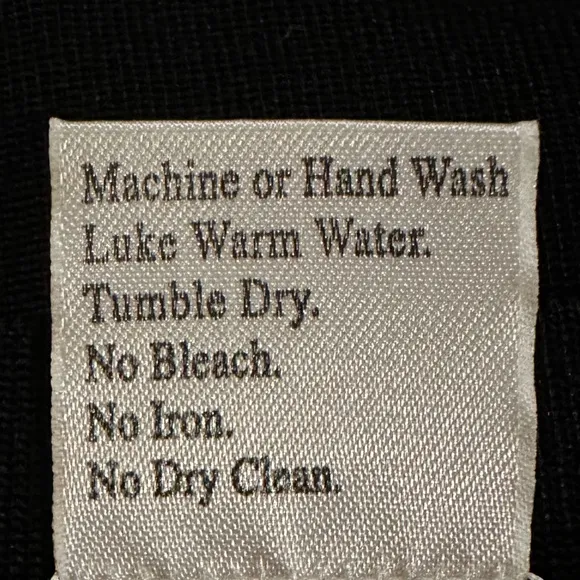 Machine or Hand Wash
Luke Warm Water.
Tumble Dry.
No Bleach.
No Iron.
No Dry Clean.